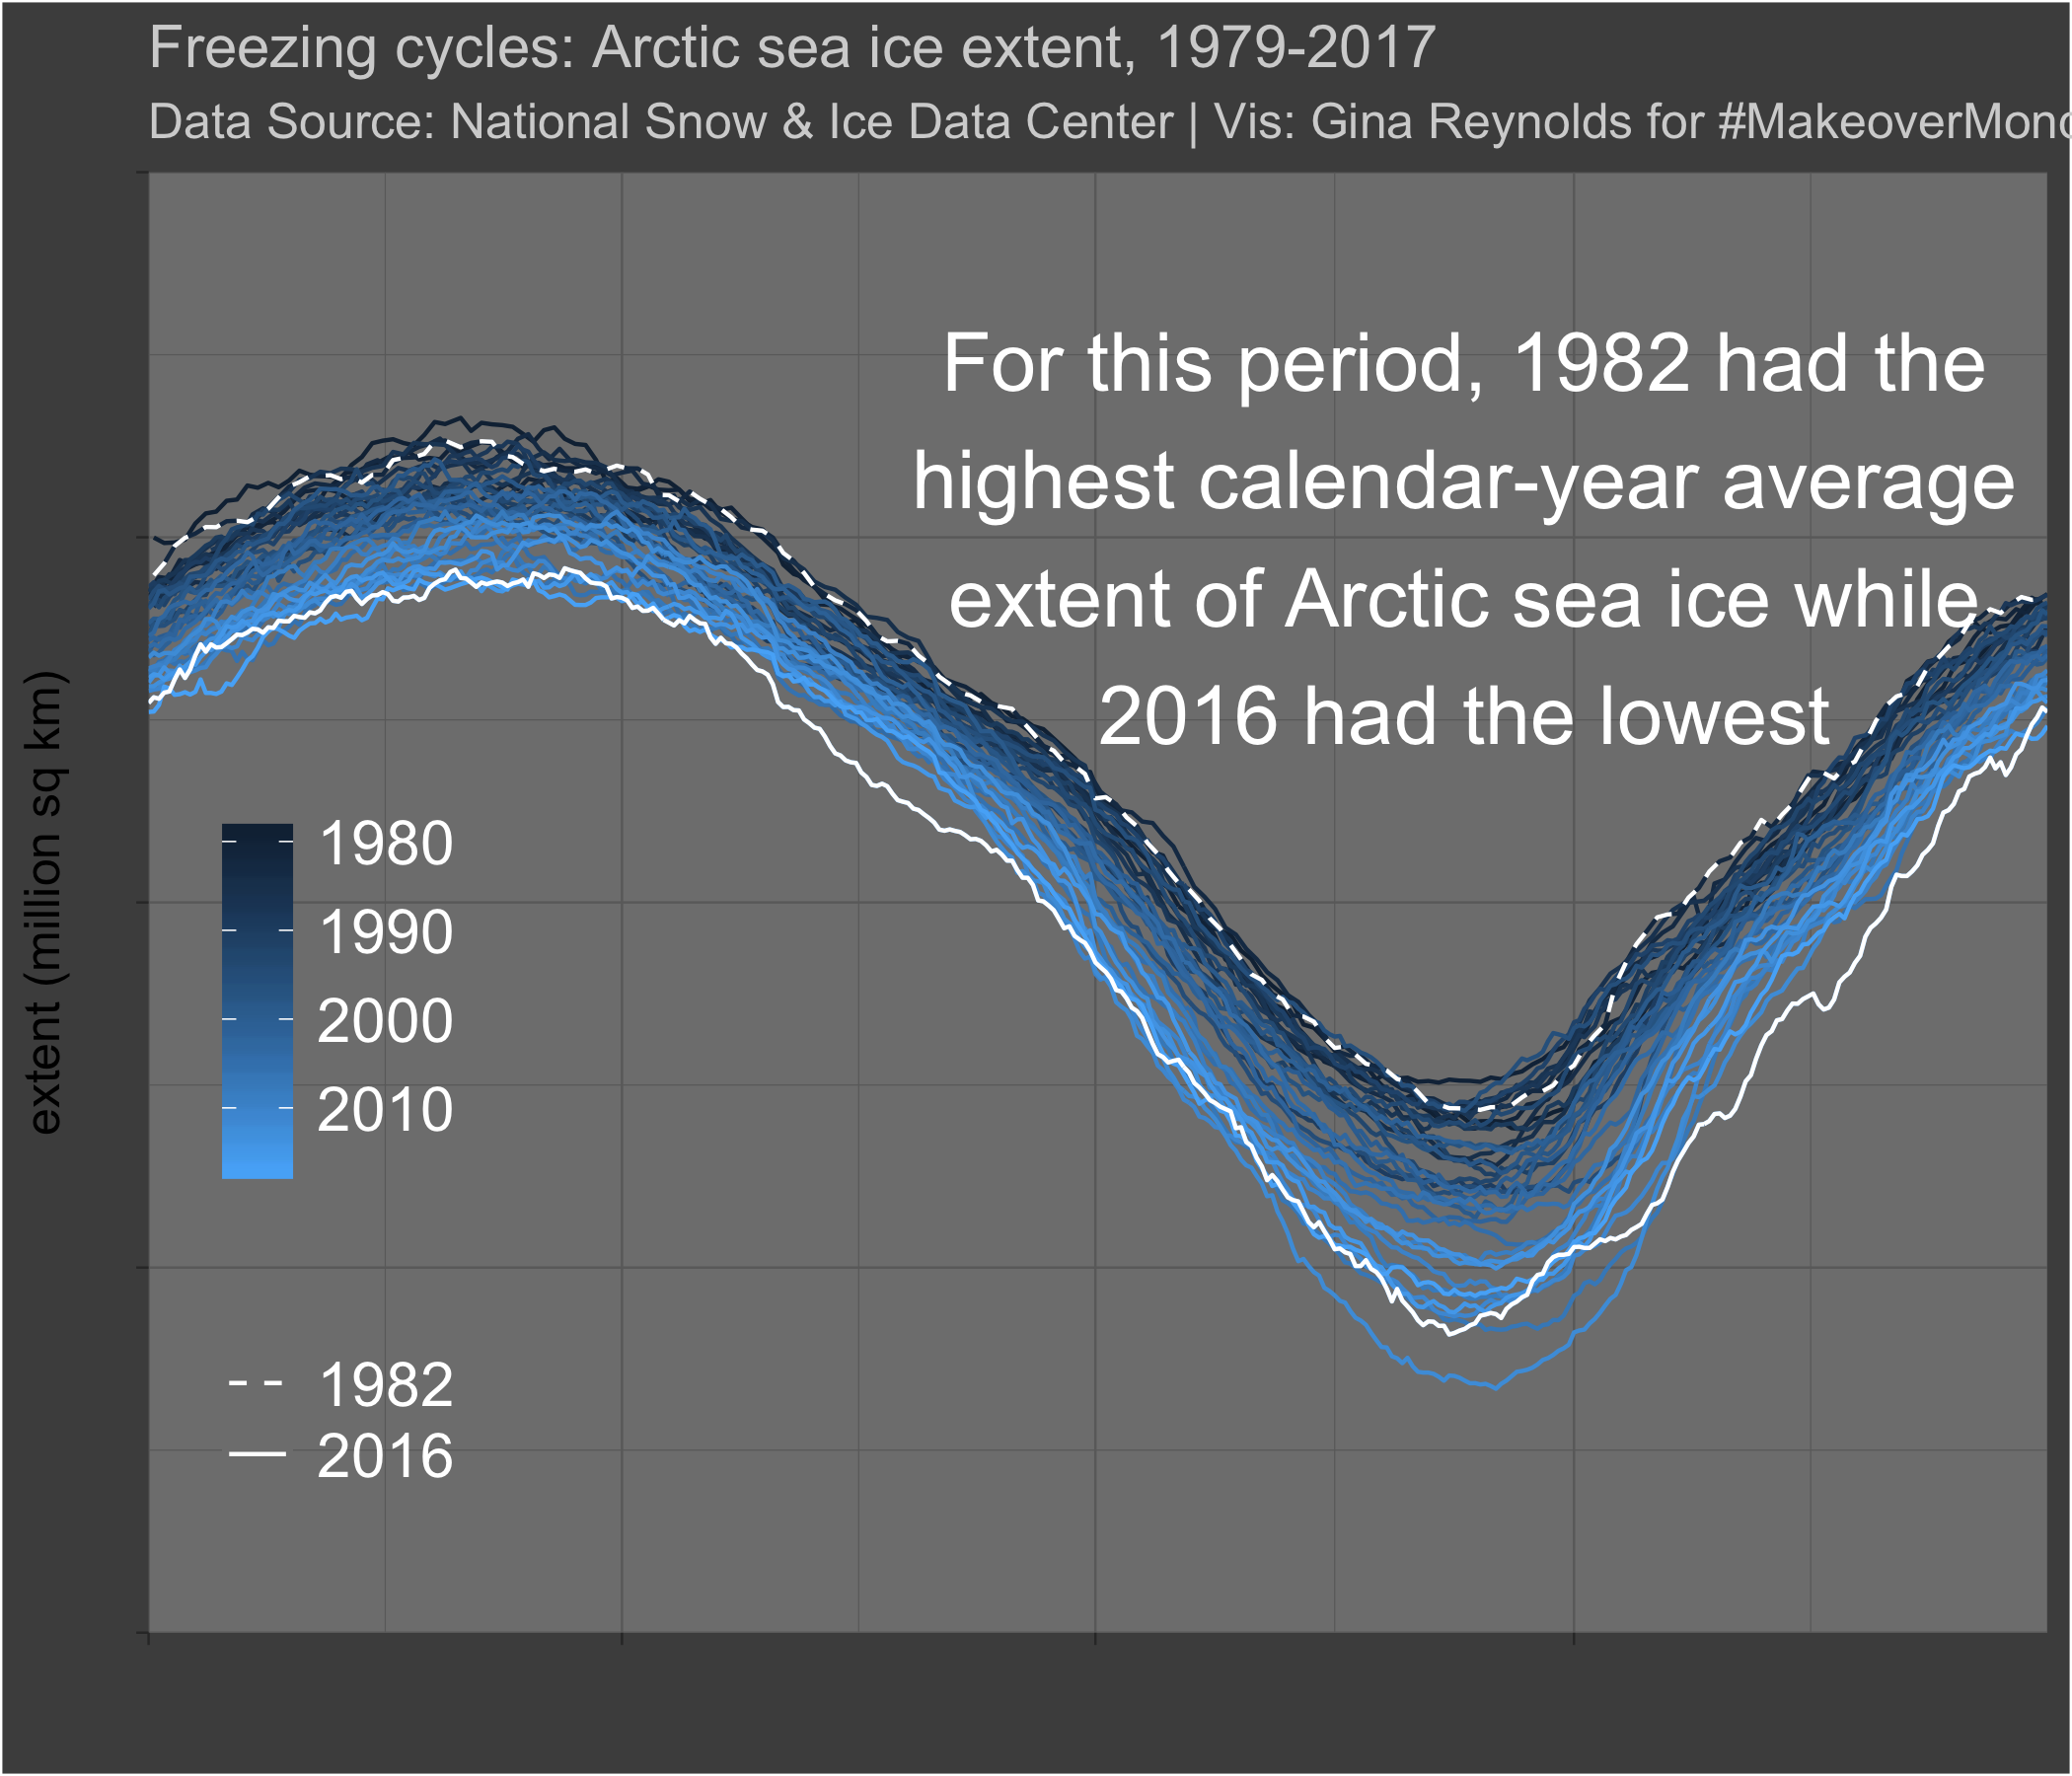 Freezing cycles: Arctic sea ice extent, 1979-2017
Data Source: National Snow & Ice Data Center | Vis: Gina Reynolds for
For this period, 1982 had the
highest calendar-year average
extent of Arctic sea ice while
2016 had the lowest
extent (million sq km)
1980
1990
2000
2010
1982
2016